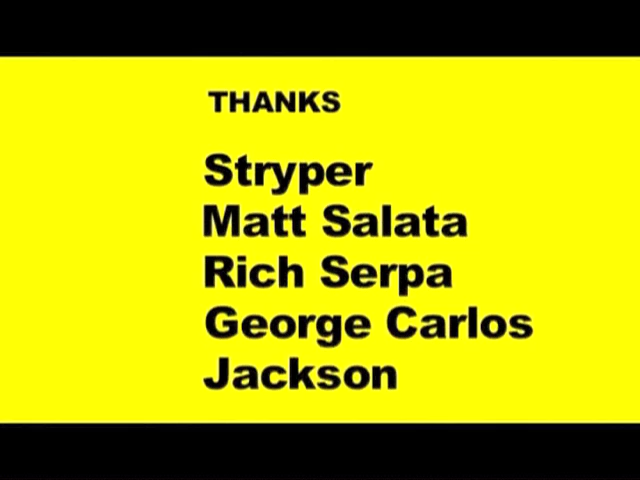 THANKS
Stryper
Matt Salata
Rich Serpa
George Carlos
Jackson